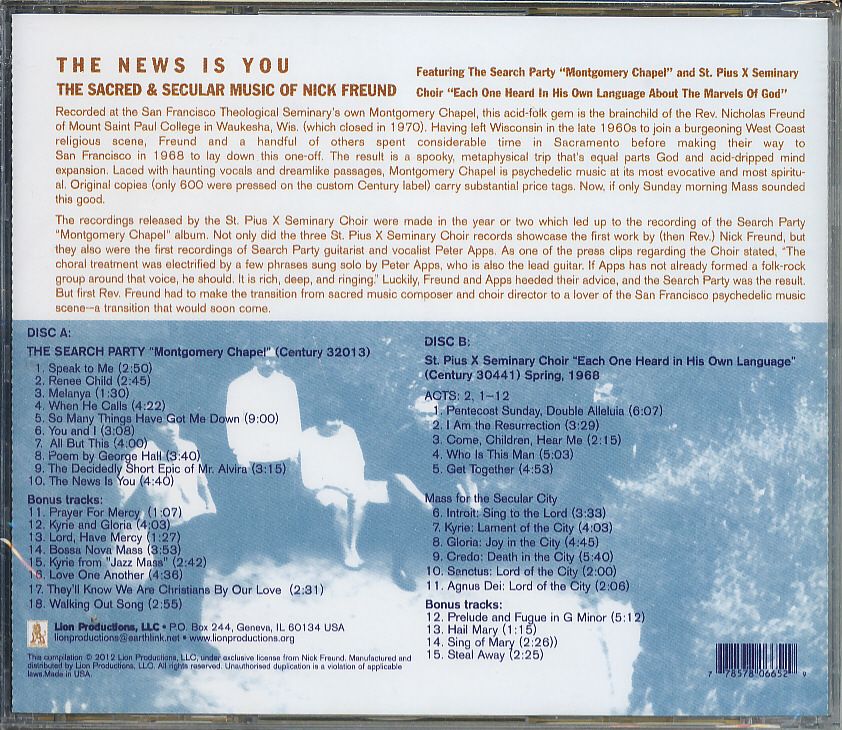 THE NEWS IS YOU
THE SACRED & SECULAR MUSIC OF NICK FREUND
Featuring The Search Party "Montgomery Chapel" and St. Pius X Seminary
Choir "Each One Heard In His Own Language About The Marvels Of God"
Recorded at the San Francisco Theological Seminary's own Montgomery Chapel, this acid-folk gem is the brainchild of the Rev. Nicholas Freund
of Mount Saint Paul College in Waukesha, Wis. (which closed in 1970). Having left Wisconsin in the late 1960s to join a burgeoning West Coast
religious scene, Freund and a handful of others spent considerable time in Sacramento before making their way to
San Francisco in 1968 to lay down this one-off. The result is a spooky, metaphysical trip that's equal parts God and acid-dripped mind
expansion. Laced with haunting vocals and dreamlike passages, Montgomery Chapel is psychedelic music at its most evocative and most spiritu-
al. Original copies (only 600 were pressed on the custom Century label) carry substantial price tags. Now, if only Sunday morning Mass sounded
this good.
The recordings released by the St. Pius X Seminary Choir were made in the year or two which led up to the recording of the Search Party
"Montgomery Chapel" album. Not only did the three St. Pius X Seminary Choir records showcase the first work by (then Rev.) Nick Freund, but
they also were the first recordings of Search Party guitarist and vocalist Peter Apps. As one of the press clips regarding the Choir stated, "The
choral treatment was electrified by a few phrases sung solo by Peter Apps, who is also the lead guitar. If Apps has not already formed a folk-rock
group around that voice, he should. It is rich, deep, and ringing." Luckily, Freund and Apps heeded their advice, and the Search Party was the result.
But first Rev. Freund had to make the transition from sacred music composer and choir director to a lover of the San Francisco psychedelic music
scene—a transition that would soon come.
DISC A:
THE SEARCH PARTY "Montgomery Chapel" (Century 32013)
1. Speak to Me (2:50)
2. Renee Child (2:45)
3. Melanya (1:30)
4. When He Calls (4:22)
5. So Many Things Have Got Me Down (9:00)
6. You and I (3:08)
7. All But This (4:00)
8. Poem by George Hall (3:40)
9. The Decidedly Short Epic of Mr. Alvira (3:15)
10. The News Is You (4:40)
Bonus tracks:
11. Prayer For Mercy (1:07)
12. Kyrie and Gloria (4:03)
13. Lord, Have Mercy (1:27)
14. Bossa Nova Mass (3:53)
15. Kyrie from "Jazz Mass" (2:42)
16. Love One Another (4:36)
17. They'll Know We Are Christians By Our Love (2:31)
18. Walking Out Song (2:55)
Lion Productions, LLC • P.O. Box 244, Geneva, IL 60134 USA
lionproductions@earthlink.net • www.lionproductions.org
This compilation © 2012 Lion Productions, LLC, under exclusive license from Nick Freund. Manufactured and
distributed by Lion Productions, LLC. All rights reserved. Unauthorised duplication is a violation of applicable
laws.Made in USA.
DISC B:
St. Pius X Seminary Choir "Each One Heard in His Own Language"
(Century 30441) Spring, 1968
ACTS: 2, 1–12
1. Pentecost Sunday, Double Alleluia (6:07)
2. I Am the Resurrection (3:29)
3. Come, Children, Hear Me (2:15)
4. Who Is This Man (5:03)
5. Get Together (4:53)
Mass for the Secular City
6. Introit: Sing to the Lord (3:33)
7. Kyrie: Lament of the City (4:03)
8. Gloria: Joy in the City (4:45)
9. Credo: Death in the City (5:40)
10. Sanctus: Lord of the City (2:00)
11. Agnus Dei: Lord of the City (2:06)
Bonus tracks:
12. Prelude and Fugue in G Minor (5:12)
13. Hail Mary (1:15)
14. Sing of Mary (2:26))
15. Steal Away (2:25)
7 78578 06652 9